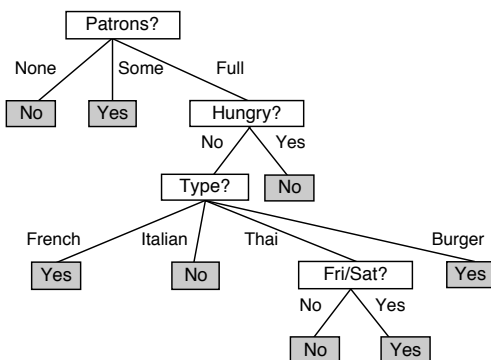 Patrons?
None Some Full
No Yes Hungry?
No Yes
Type? No
French Italian Thai Burger
Yes No Fri/Sat? Yes
No Yes
No Yes